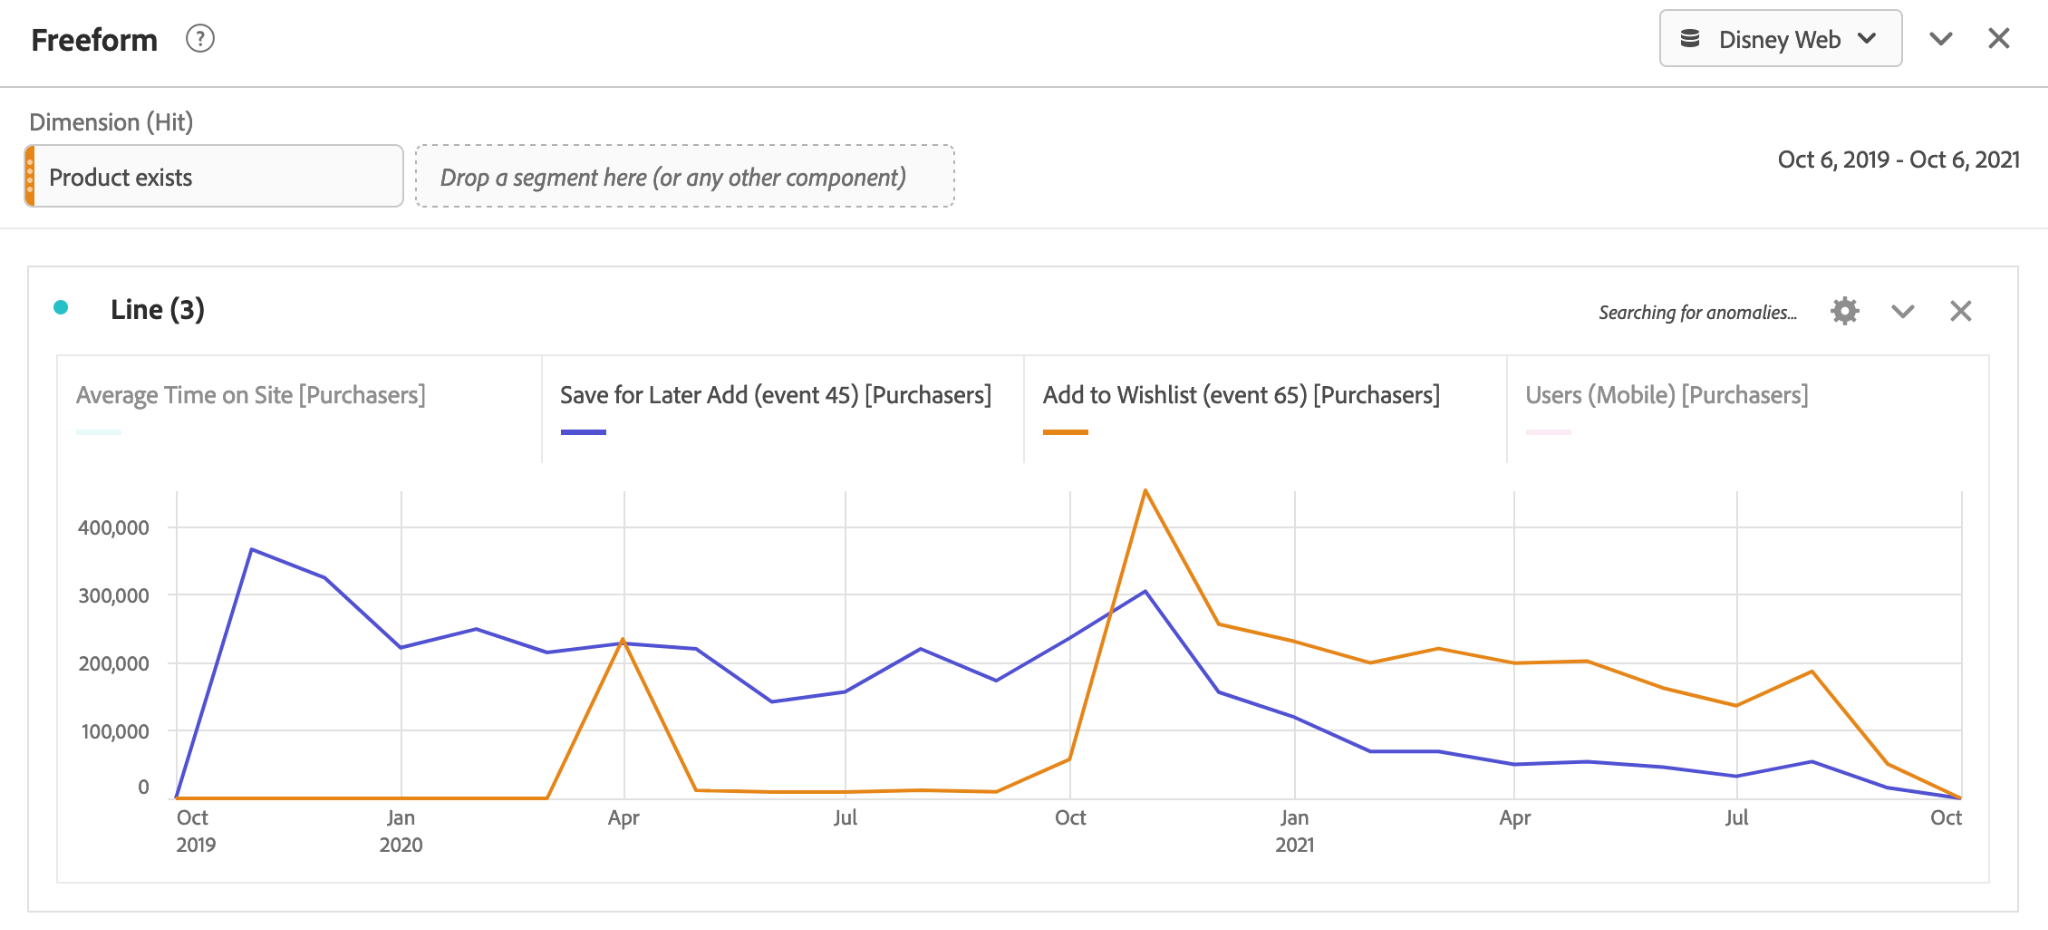 Freeform ?
Disney Web
Dimension (Hit)
Product exists
Drop a segment here (or any other component)
Oct 6, 2019 - Oct 6, 2021
Line (3)
Searching for anomalies...
Average Time on Site [Purchasers]
Save for Later Add (event 45) [Purchasers]
Add to Wishlist (event 65) [Purchasers]
Users (Mobile) [Purchasers]
400,000
300,000
200,000
100,000
0
Oct Jan Apr Jul Oct Jan Apr Jul Oct
2019 2020 2021